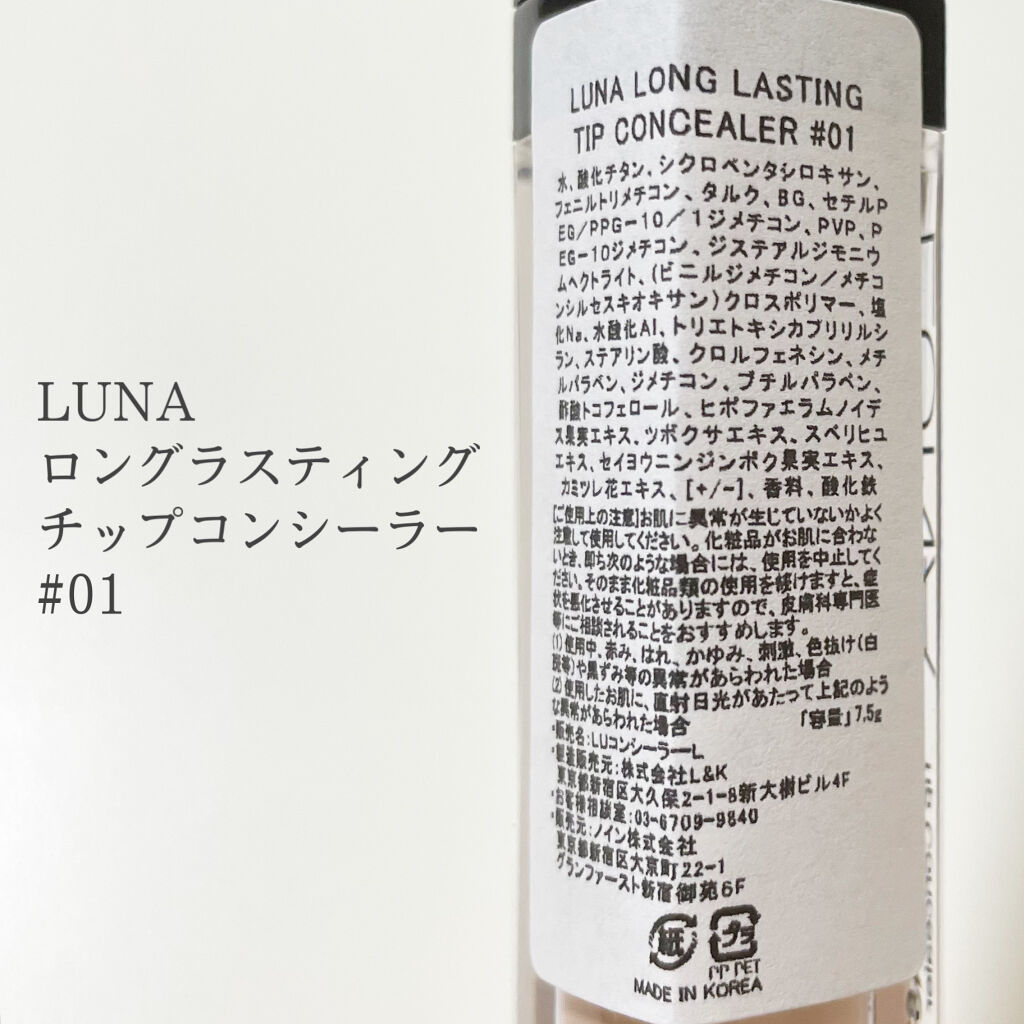 LUNA
ロングラスティング
チップコンシーラー
#01
LUNA LONG LASTING
TIP CONCEALER #01
水、酸化チタン、シクロペンタシロキサン、
フェニルトリメチコン、タルク、BG、セチルP
EG/PPG-10/1ジメチコン、PVP、P
EG-10ジメチコン、ジステアルジモニウ
ムヘクトライト、(ビニルジメチコン/メチコ
ンシルセスキオキサン)クロスポリマー、塩
化Na、水酸化Al、トリエトキシカプリリルシ
ラン、ステアリン酸、クロルフェネシン、メチ
ルパラベン、ジメチコン、ブチルパラベン、
酢酸トコフェロール、ヒポファエラムノイデ
ス果実エキス、ツボクサエキス、スベリヒユ
エキス、セイヨウニンジンボク果実エキス、
カミツレ花エキス、[+/-]、香料、酸化鉄
[ご使用上の注意]お肌に異常が生じていないかよく
注意して使用してください。化粧品がお肌に合わな
いとき、即ち次のような場合には、使用を中止してく
ださい。そのまま化粧品類の使用を続けますと、症
状を悪化させることがありますので、皮膚科専門医
等にご相談されることをおすすめします。
(1)使用中、赤み、はれ、かゆみ、刺激、色抜け(白
斑等)や黒ずみ等の異常があらわれた場合
(2)使用したお肌に、直射日光があたって上記のよう
な異常があらわれた場合 「容量」7.5g
・販売名:LUコンシーラーL
・製造販売元:株式会社L&K
東京都新宿区大久保2-1-8新大樹ビル4F
・お客様相談室:03-6709-9840
・販売元:ノイン株式会社
東京都新宿区大京町22-1
グランファースト新宿御苑6F
紙 プラ
PP PET
MADE IN KOREA